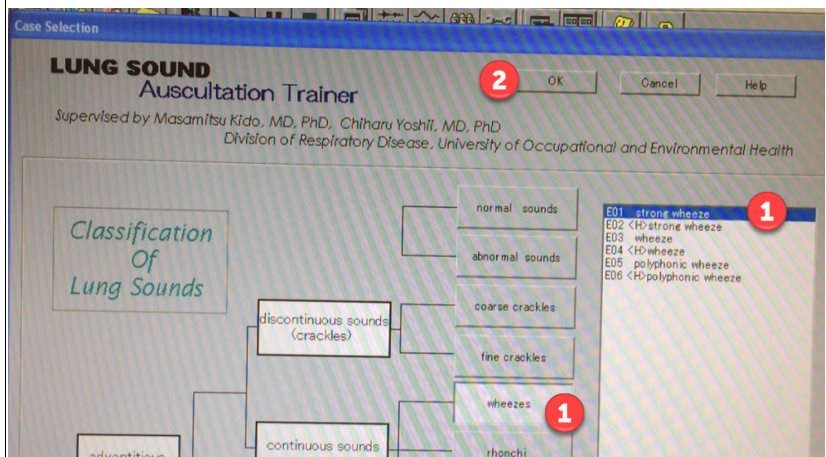 Case Selection
LUNG SOUND
Auscultation Trainer
2
OK
Cancel
Help
Supervised by Masamitsu Kido, MD, PhD, Chiharu Yoshii, MD, PhD
Division of Respiratory Disease, University of Occupational and Environmental Health
Classification
Of
Lung Sounds
normal sounds
abnormal sounds
discontinuous sounds
(crackles)
coarse crackles
fine crackles
wheezes
1
continuous sounds
rhonchi
adventitious
E01 strong wheeze
1
E02 <H>strong wheeze
E03 wheeze
E04 <H>wheeze
E05 polyphonic wheeze
E06 <H>polyphonic wheeze